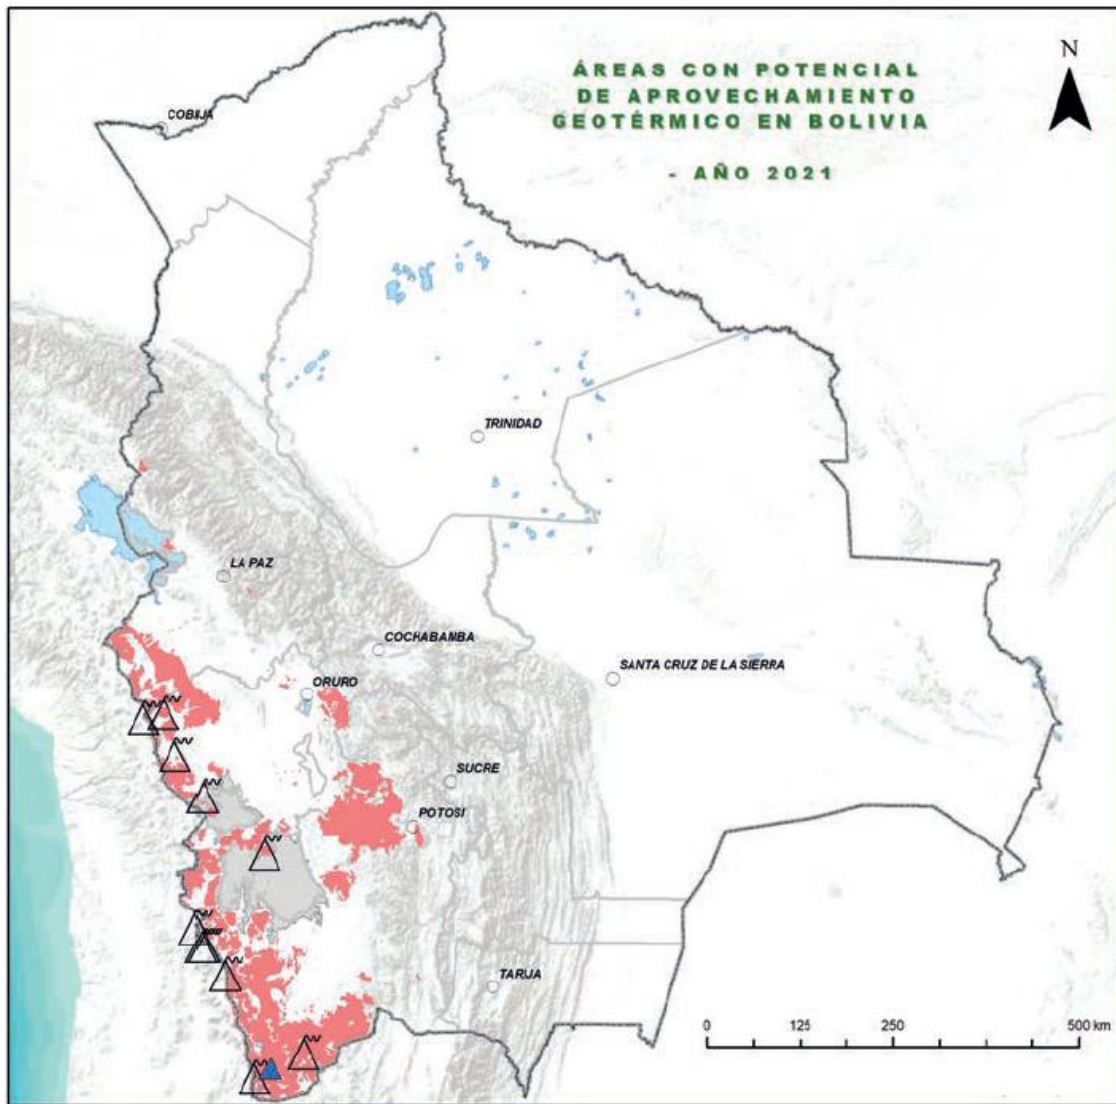 ÁREAS CON POTENCIAL
DE APROVECHAMIENTO
GEOTÉRMICO EN BOLIVIA
- AÑO 2021
N
COBIJA
TRINIDAD
LA PAZ
COCHABAMBA
SANTA CRUZ DE LA SIERRA
ORURO
SUCRE
POTOSI
TARIJA
0 125 250 500 km